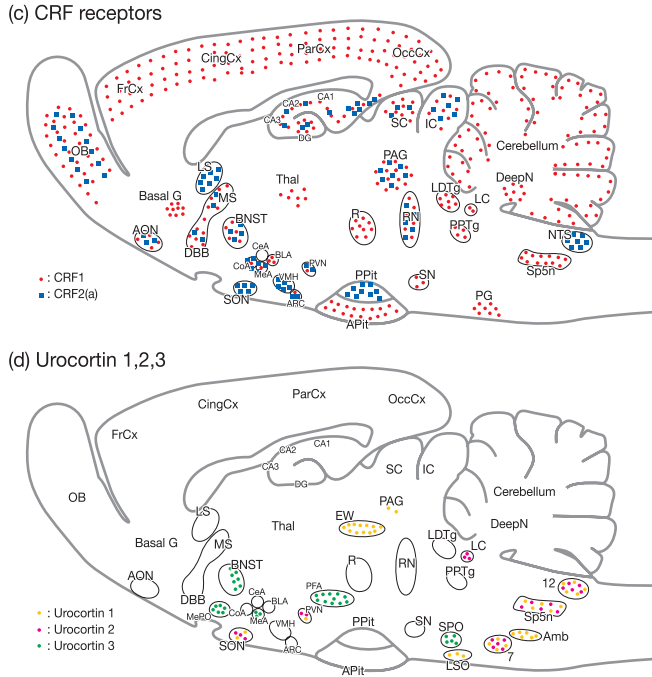 (c) CRF receptors
ParCx
CingCx
OccCx
FrCx
CA2
CA1
CA3
DG
SC
IC
OB
Cerebellum
PAG
LS
Thal
DeepN
Basal G
MS
LDTg
LC
BNST
R
RN
PPTg
AON
DBB
CeA
BLA
CoA
MeA
PVN
NTS
VMH
SN
Sp5n
PPit
SON
ARC
PG
APit
: CRF1
: CRF2(a)
(d) Urocortin 1,2,3
ParCx
CingCx
OccCx
FrCx
CA2
CA1
CA3
DG
SC
IC
OB
Cerebellum
PAG
LS
EW
Thal
DeepN
Basal G
MS
LDTg
LC
BNST
R
RN
PPTg
AON
PFA
12
DBB
CeA
BLA
MePO
CoA
MeA
PVN
Sp5n
VMH
PPit
SN
SPO
Amb
SON
ARC
LSO
7
APit
: Urocortin 1
: Urocortin 2
: Urocortin 3